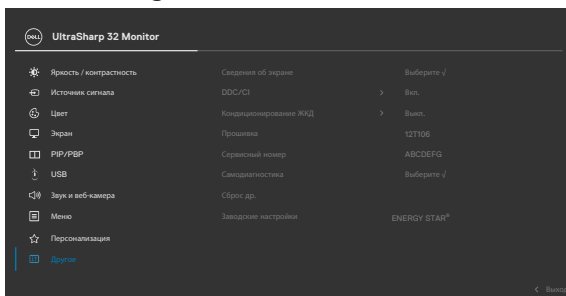 DELL UltraSharp 32 Monitor
Яркость / контрастность Сведения об экране Выберите √
Источник сигнала DDC/CI > Вкл.
Цвет Кондиционирование ЖКД > Выкл.
Экран Прошивка 12T106
PIP/PBP Сервисный номер ABCDEFG
USB Самодиагностика Выберите √
Звук и веб-камера Сброс др.
Меню Заводские настройки ENERGY STAR®
Персонализация
Другое
< Выход